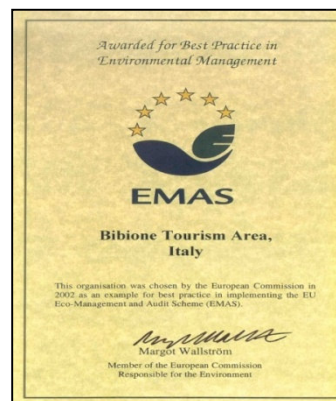 Awarded for Best Practice in
Environmental Management
EMAS
Bibione Tourism Area,
Italy
This organisation was chosen by the European Commission in
2002 as an example for best practice in implementing the EU
Eco-Management and Audit Scheme (EMAS).
Margot Wallström
Member of the European Commission
Responsible for the Environment